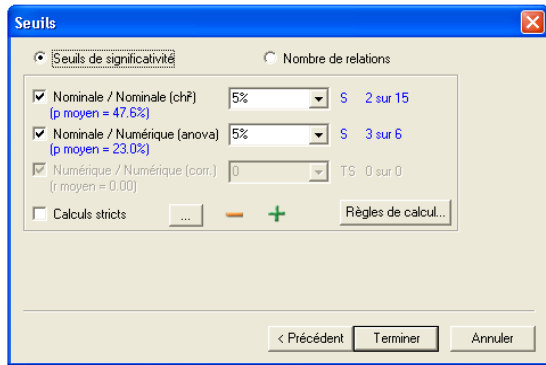 Seuils
Seuils de significativité Nombre de relations
Nominale / Nominale (chi²) 5% S 2 sur 15
(p moyen = 47.6%)
Nominale / Numérique (anova) 5% S 3 sur 6
(p moyen = 23.0%)
Numérique / Numérique (corr.) 0 TS 0 sur 0
(r moyen = 0.00)
Calculs stricts ... Règles de calcul...
< Précédent Terminer Annuler